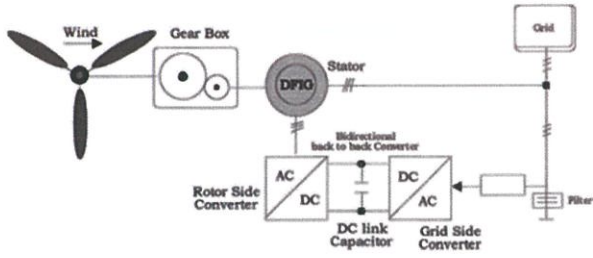 Wind
Gear Box
Grid
Stator
DFIG
Bidirectional
back to back Converter
AC
DC
DC
AC
Rotor Side
Converter
Filter
DC link
Capacitor
Grid Side
Converter